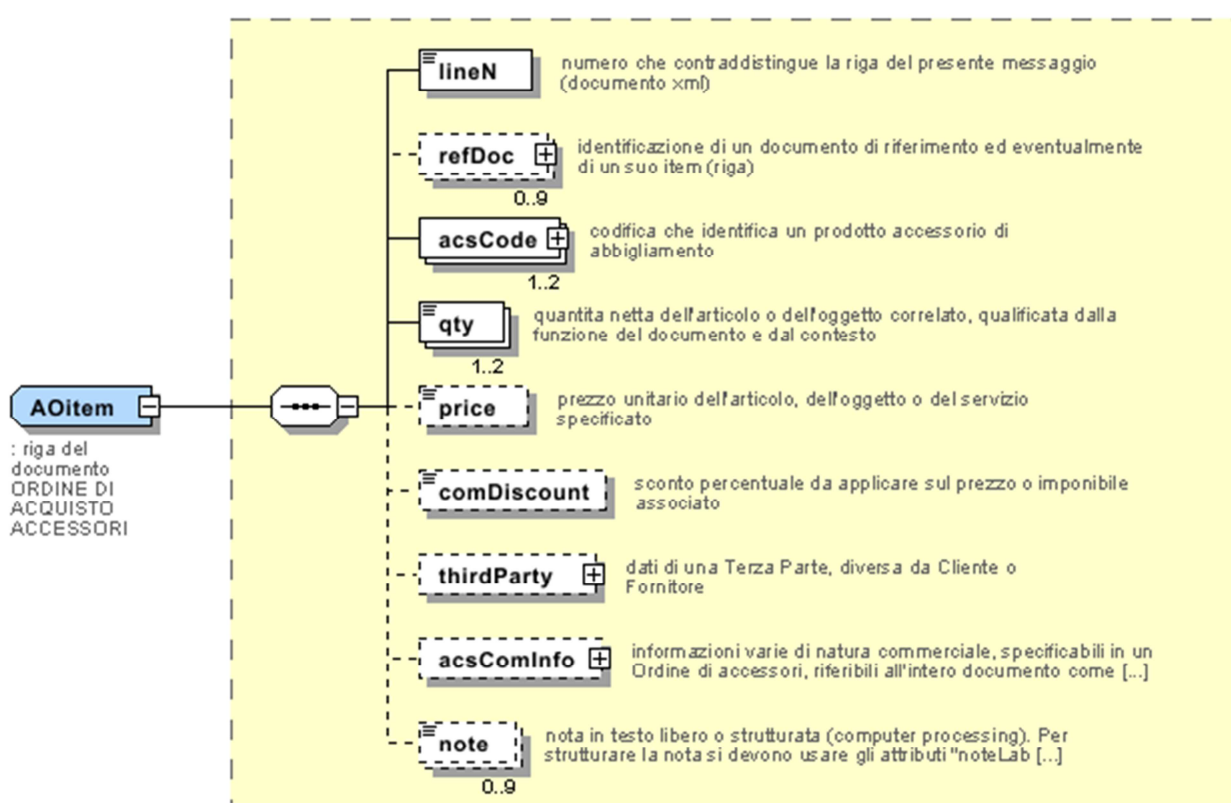 lineN
numero che contraddistingue la riga del presente messaggio
(documento xml)
refDoc
identificazione di un documento di riferimento ed eventualmente
di un suo item (riga)
0..9
acsCode
codifica che identifica un prodotto accessorio di
abbigliamento
1..2
qty
quantita netta dell'articolo o dell'oggetto correlato, qualificata dalla
funzione del documento e dal contesto
1..2
AOitem
: riga del
documento
ORDINE DI
ACQUISTO
ACCESSORI
price
prezzo unitario dell'articolo, dell'oggetto o del servizio
specificato
comDiscount
sconto percentuale da applicare sul prezzo o imponibile
associato
thirdParty
dati di una Terza Parte, diversa da Cliente o
Fornitore
acsComInfo
informazioni varie di natura commerciale, specificabili in un
Ordine di accessori, riferibili all'intero documento come [...]
note
nota in testo libero o strutturata (computer processing). Per
strutturare la nota si devono usare gli attributi "noteLab [...]
0..9